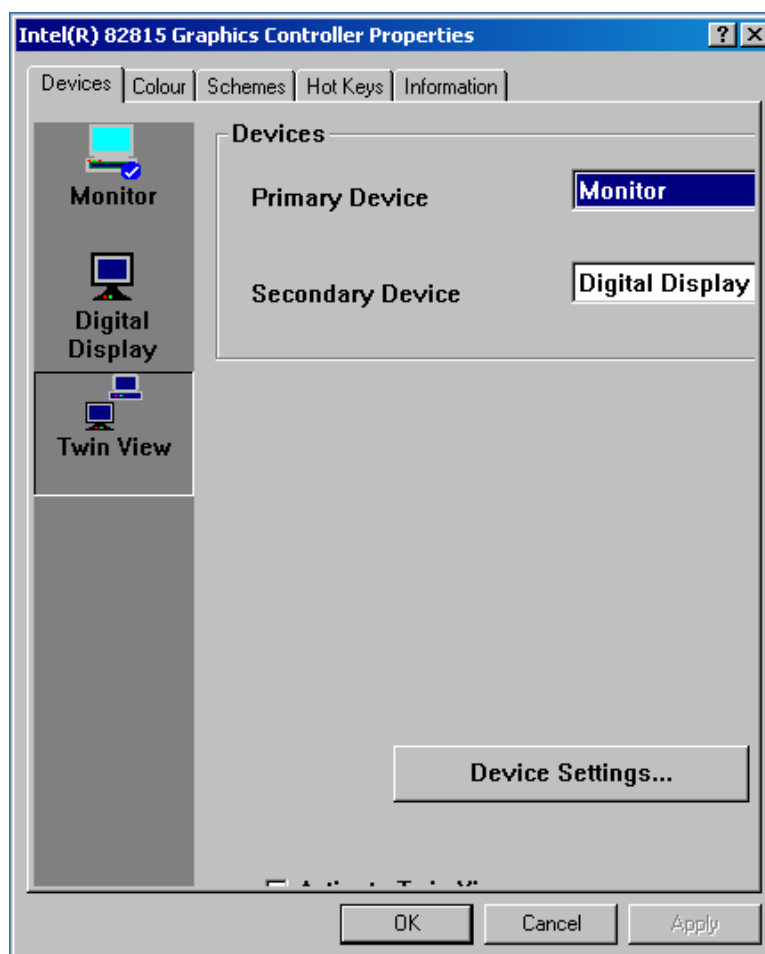 Intel(R) 82815 Graphics Controller Properties
Devices Colour Schemes Hot Keys Information
Devices
Monitor
Primary Device Monitor
Secondary Device Digital Display
Digital
Display
Twin View
Device Settings...
OK Cancel Apply